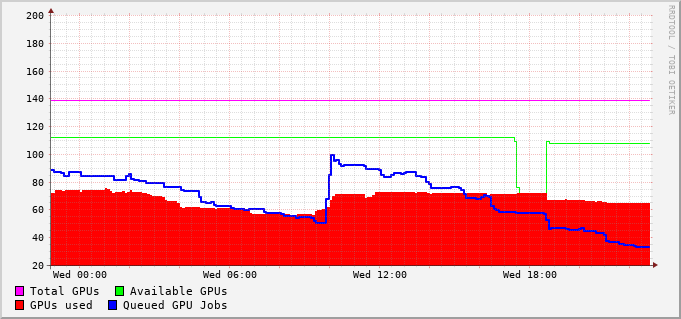 200
180
160
140
120
100
80
60
40
20
Wed 00:00 Wed 06:00 Wed 12:00 Wed 18:00
Total GPUs Available GPUs
GPUs used Queued GPU Jobs
RRDTOOL / TOBI OETIKER